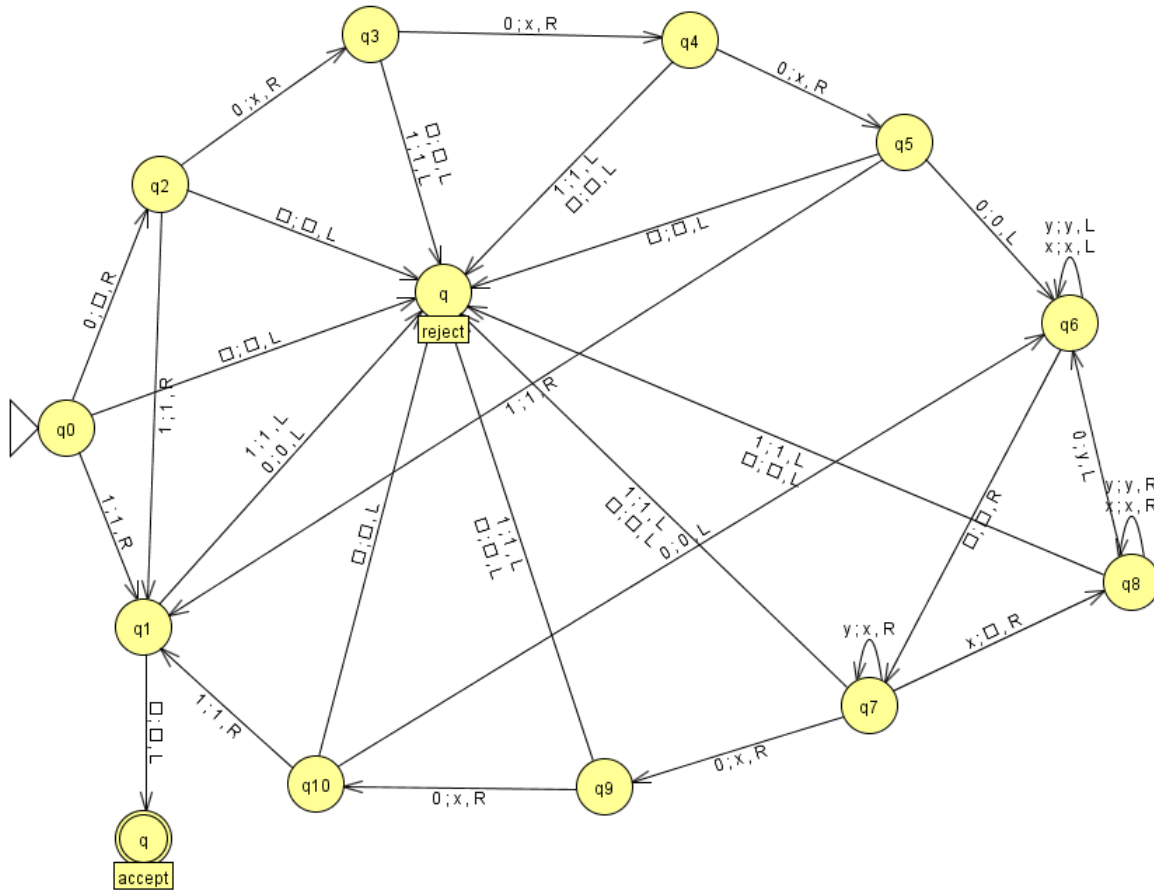 q3
0 ; x , R
q4
0 ; x , R
0 ; x , R
q5
q2
□ ; □ , L
1 ; 1 , L
1 ; 1 , L
□ ; □ , L
0 ; □ , R
□ ; □ , L
□ ; □ , L
0 ; 0 , L
y ; y , L
x ; x , L
q
reject
q6
□ ; □ , L
1 ; 1 , R
q0
1 ; 1 , R
1 ; 1 , L
0 ; 0 , L
1 ; 1 , R
□ ; □ , L
1 ; 1 , L
□ ; □ , L
1 ; 1 , L
□ ; □ , L
0 ; 0 , L
1 ; 1 , L
□ ; □ , L
□ ; □ , R
0 ; y , L
y ; y , R
x ; x , R
q8
q1
y ; x , R
x ; □ , R
q7
□ ; □ , L
1 ; 1 , R
0 ; x , R
q10
0 ; x , R
q9
q
accept